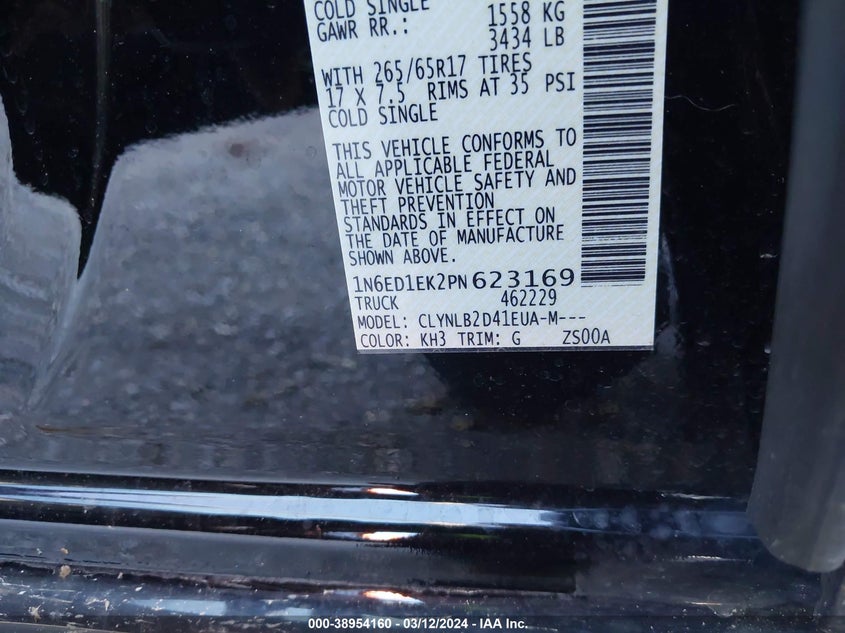 COLD SINGLE
GAWR RR.: 1558 KG
3434 LB
WITH 265/65R17 TIRES
17 X 7.5 RIMS AT 35 PSI
COLD SINGLE
THIS VEHICLE CONFORMS TO
ALL APPLICABLE FEDERAL
MOTOR VEHICLE SAFETY AND
THEFT PREVENTION
STANDARDS IN EFFECT ON
THE DATE OF MANUFACTURE
SHOWN ABOVE.
1N6ED1EK2PN623169
TRUCK 462229
MODEL: CLYNLB2D41EUA-M---
COLOR: KH3 TRIM: G ZS00A
000-38954160 - 03/12/2024 - IAA Inc.